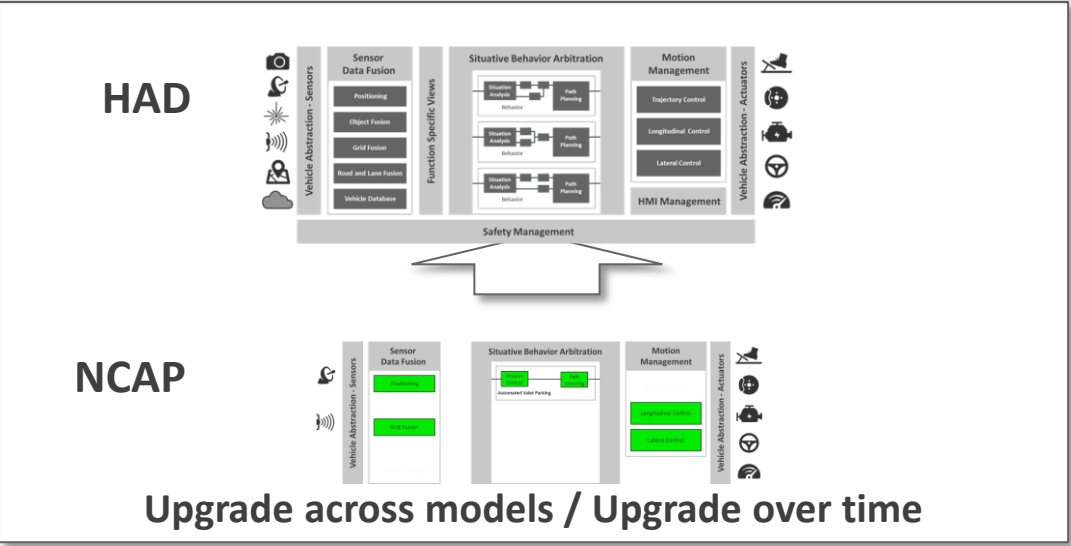 HAD
Vehicle Abstraction - Sensors
Sensor
Data Fusion
Positioning
Object Fusion
Grid Fusion
Road and Lane Fusion
Vehicle Database
Function Specific Views
Situative Behavior Arbitration
Situation
Analysis
Path
Planning
Behavior
Situation
Analysis
Path
Planning
Behavior
Situation
Analysis
Path
Planning
Behavior
Motion
Management
Trajectory Control
Longitudinal Control
Lateral Control
HMI Management
Vehicle Abstraction - Actuators
Safety Management
NCAP
Vehicle Abstraction - Sensors
Sensor
Data Fusion
Positioning
Grid Fusion
Situative Behavior Arbitration
Mission
Control
Path
Planning
Automated Valet Parking
Motion
Management
Longitudinal Control
Lateral Control
Vehicle Abstraction - Actuators
Upgrade across models / Upgrade over time